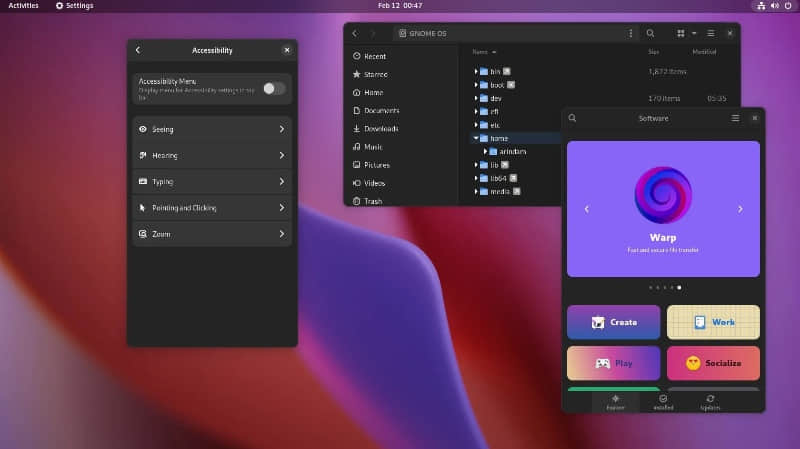 Activities
Settings
Feb 12 00:47
Accessibility
Accessibility Menu
Display menu for Accessibility settings in top
bar
Seeing
Hearing
Typing
Pointing and Clicking
Zoom
GNOME OS
Recent
Starred
Home
Documents
Downloads
Music
Pictures
Videos
Trash
Name Size Modified
bin 1,872 items
boot
dev 170 items 05:35
efi
etc
home
arindam
lib
lib64
media
Software
Warp
Fast and secure file transfer
Create
Work
Play
Socialize
Explore
Installed
Updates